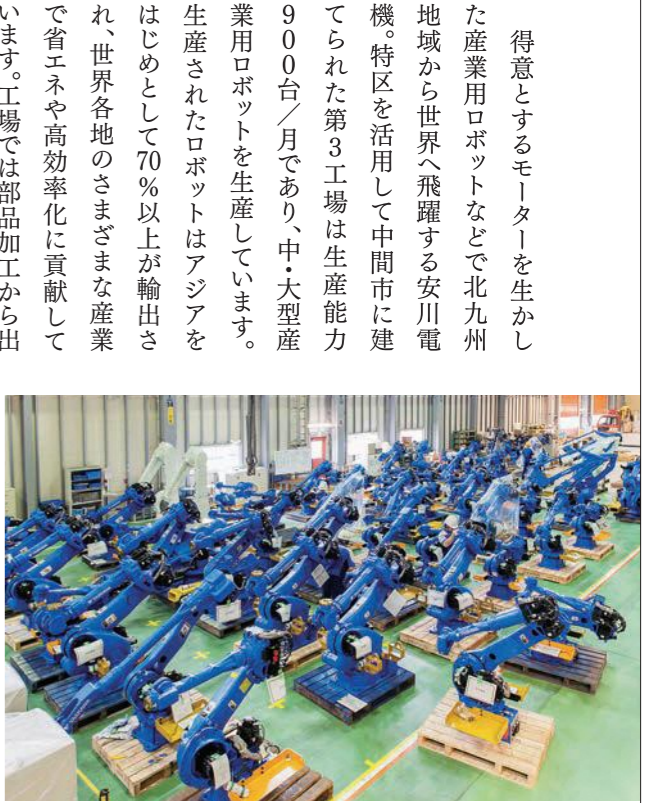 得意とするモーターを生かし
た産業用ロボットなどで北九州
地域から世界へ飛躍する安川電
機。特区を活用して中間市に建
てられた第3工場は生産能力
900台／月であり、中・大型産
業用ロボットを生産しています。
生産されたロボットはアジアを
はじめとして70％以上が輸出さ
れ、世界各地のさまざまな産業
で省エネや高効率化に貢献して
います。工場では部品加工から出